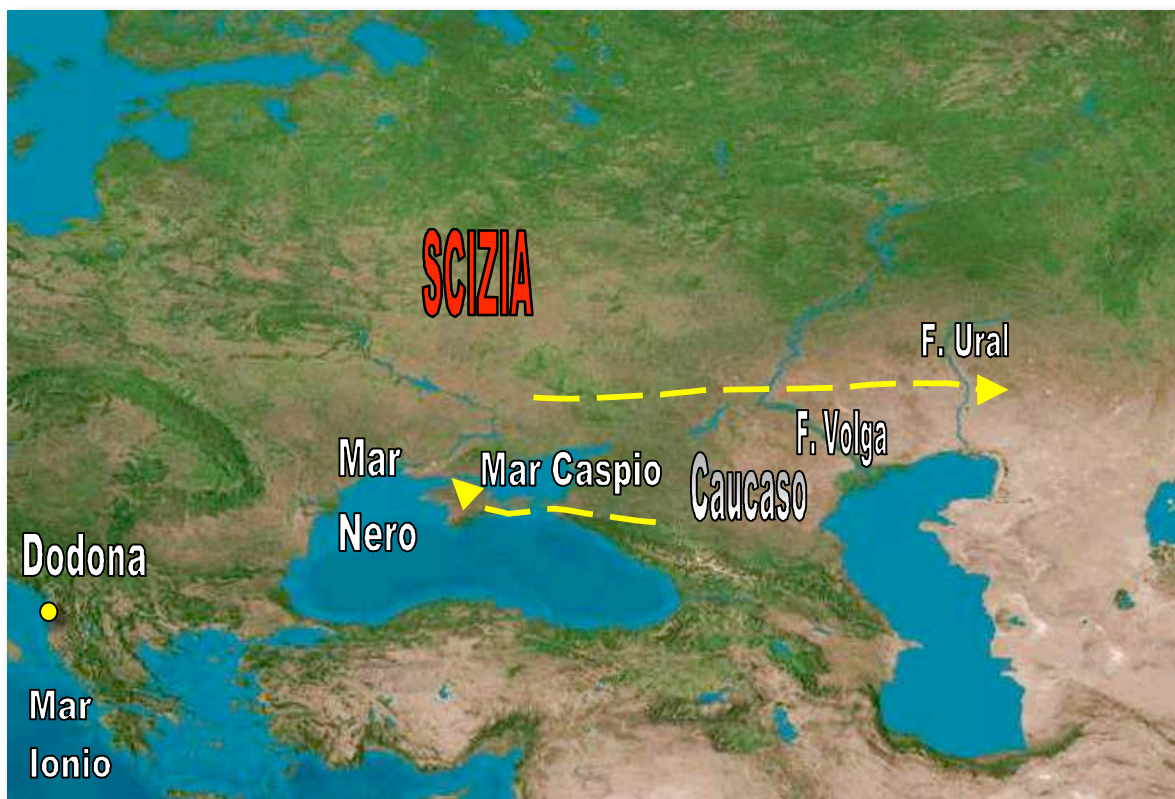 SCIZIA
F. Ural
F. Volga
Mar
Nero
Mar Caspio
Caucaso
Dodona
Mar
Ionio